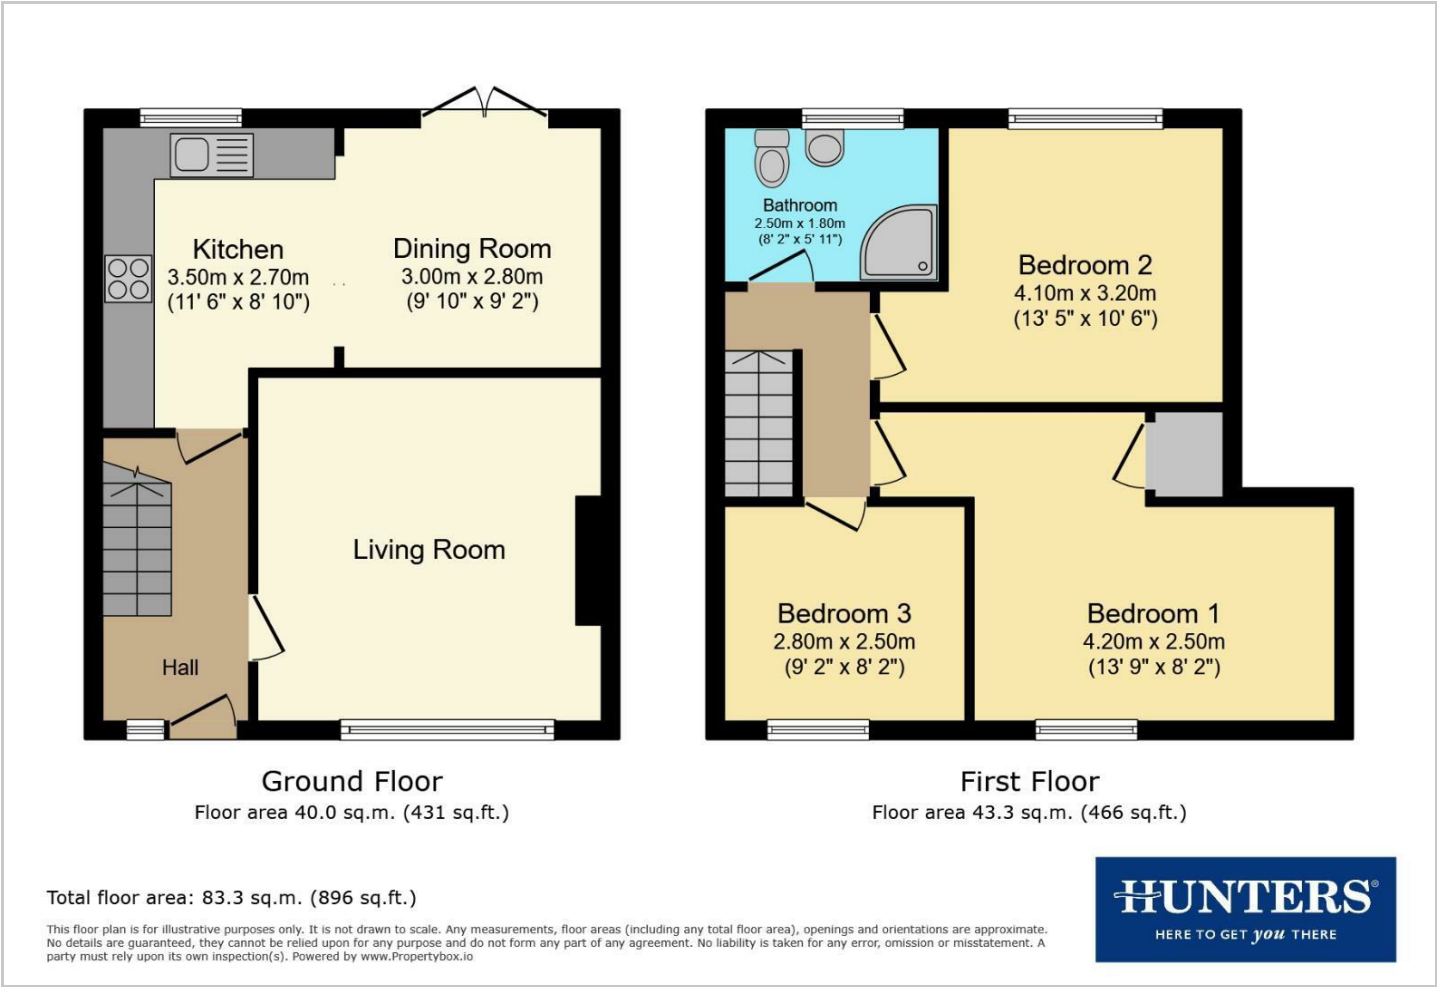 Kitchen
3.50m x 2.70m
(11' 6" x 8' 10")
Dining Room
3.00m x 2.80m
(9' 10" x 9' 2")
Living Room
Hall
Ground Floor
Floor area 40.0 sq.m. (431 sq.ft.)
Bathroom
2.50m x 1.80m
(8' 2" x 5' 11")
Bedroom 2
4.10m x 3.20m
(13' 5" x 10' 6")
Bedroom 3
2.80m x 2.50m
(9' 2" x 8' 2")
Bedroom 1
4.20m x 2.50m
(13' 9" x 8' 2")
First Floor
Floor area 43.3 sq.m. (466 sq.ft.)
Total floor area: 83.3 sq.m. (896 sq.ft.)
This floor plan is for illustrative purposes only. It is not drawn to scale. Any measurements, floor areas (including any total floor area), openings and orientations are approximate.
No details are guaranteed, they cannot be relied upon for any purpose and do not form any part of any agreement. No liability is taken for any error, omission or misstatement. A
party must rely upon its own inspection(s). Powered by www.Propertybox.io
HUNTERS®
HERE TO GET you THERE